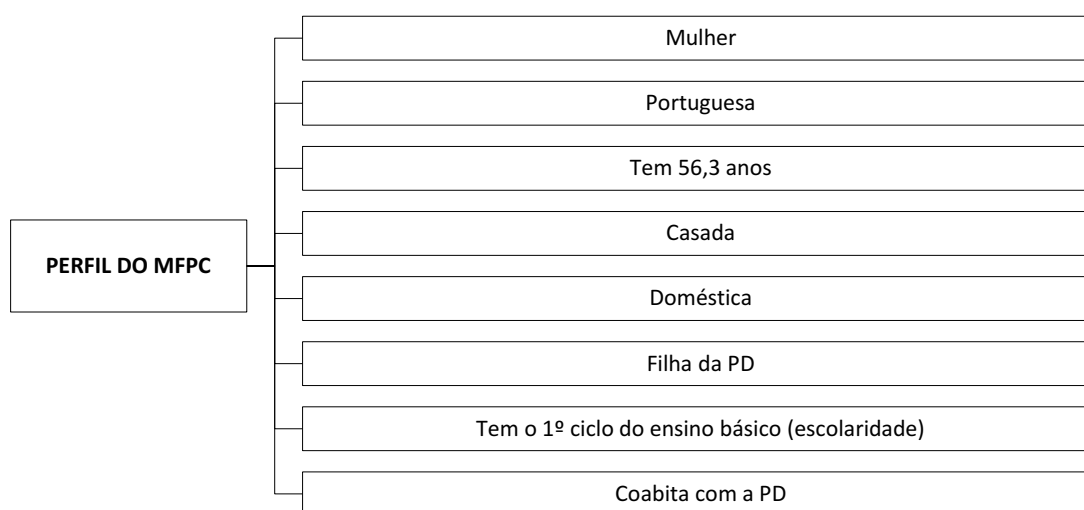 Mulher
Portuguesa
Tem 56,3 anos
Casada
PERFIL DO MFPC
Doméstica
Filha da PD
Tem o 1º ciclo do ensino básico (escolaridade)
Coabita com a PD